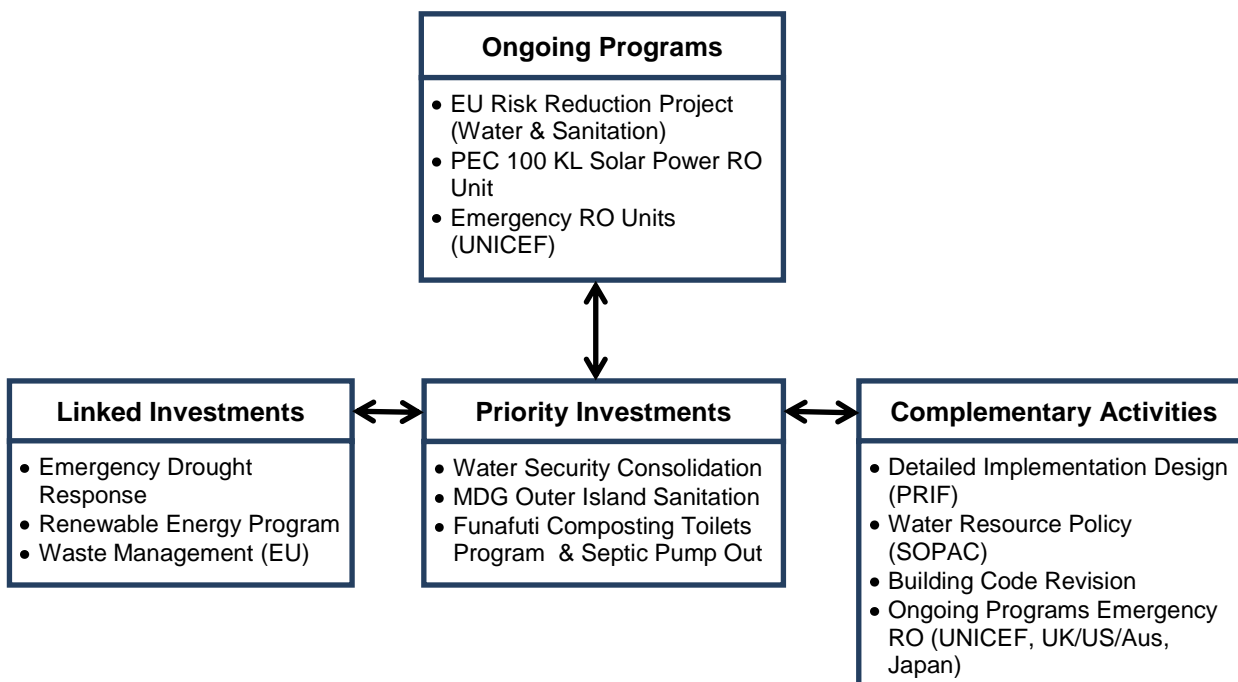 Ongoing Programs
• EU Risk Reduction Project
(Water & Sanitation)
• PEC 100 KL Solar Power RO
Unit
• Emergency RO Units
(UNICEF)
Linked Investments
• Emergency Drought
Response
• Renewable Energy Program
• Waste Management (EU)
Priority Investments
• Water Security Consolidation
• MDG Outer Island Sanitation
• Funafuti Composting Toilets
Program & Septic Pump Out
Complementary Activities
• Detailed Implementation Design
(PRIF)
• Water Resource Policy
(SOPAC)
• Building Code Revision
• Ongoing Programs Emergency
RO (UNICEF, UK/US/Aus,
Japan)